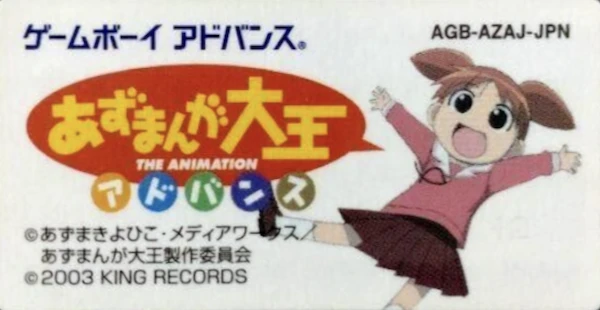 ゲームボーイ アドバンス®
AGB-AZAJ-JPN
あずまんが大王
THE ANIMATION
アドバンス
©あずまきよひこ・メディアワークス/
あずまんが大王製作委員会
©2003 KING RECORDS